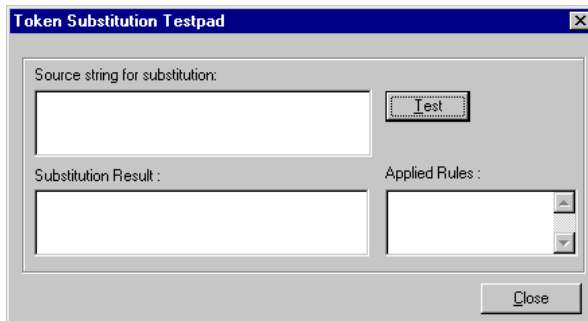 Token Substitution Testpad
Source string for substitution:
Test
Substitution Result :
Applied Rules :
Close